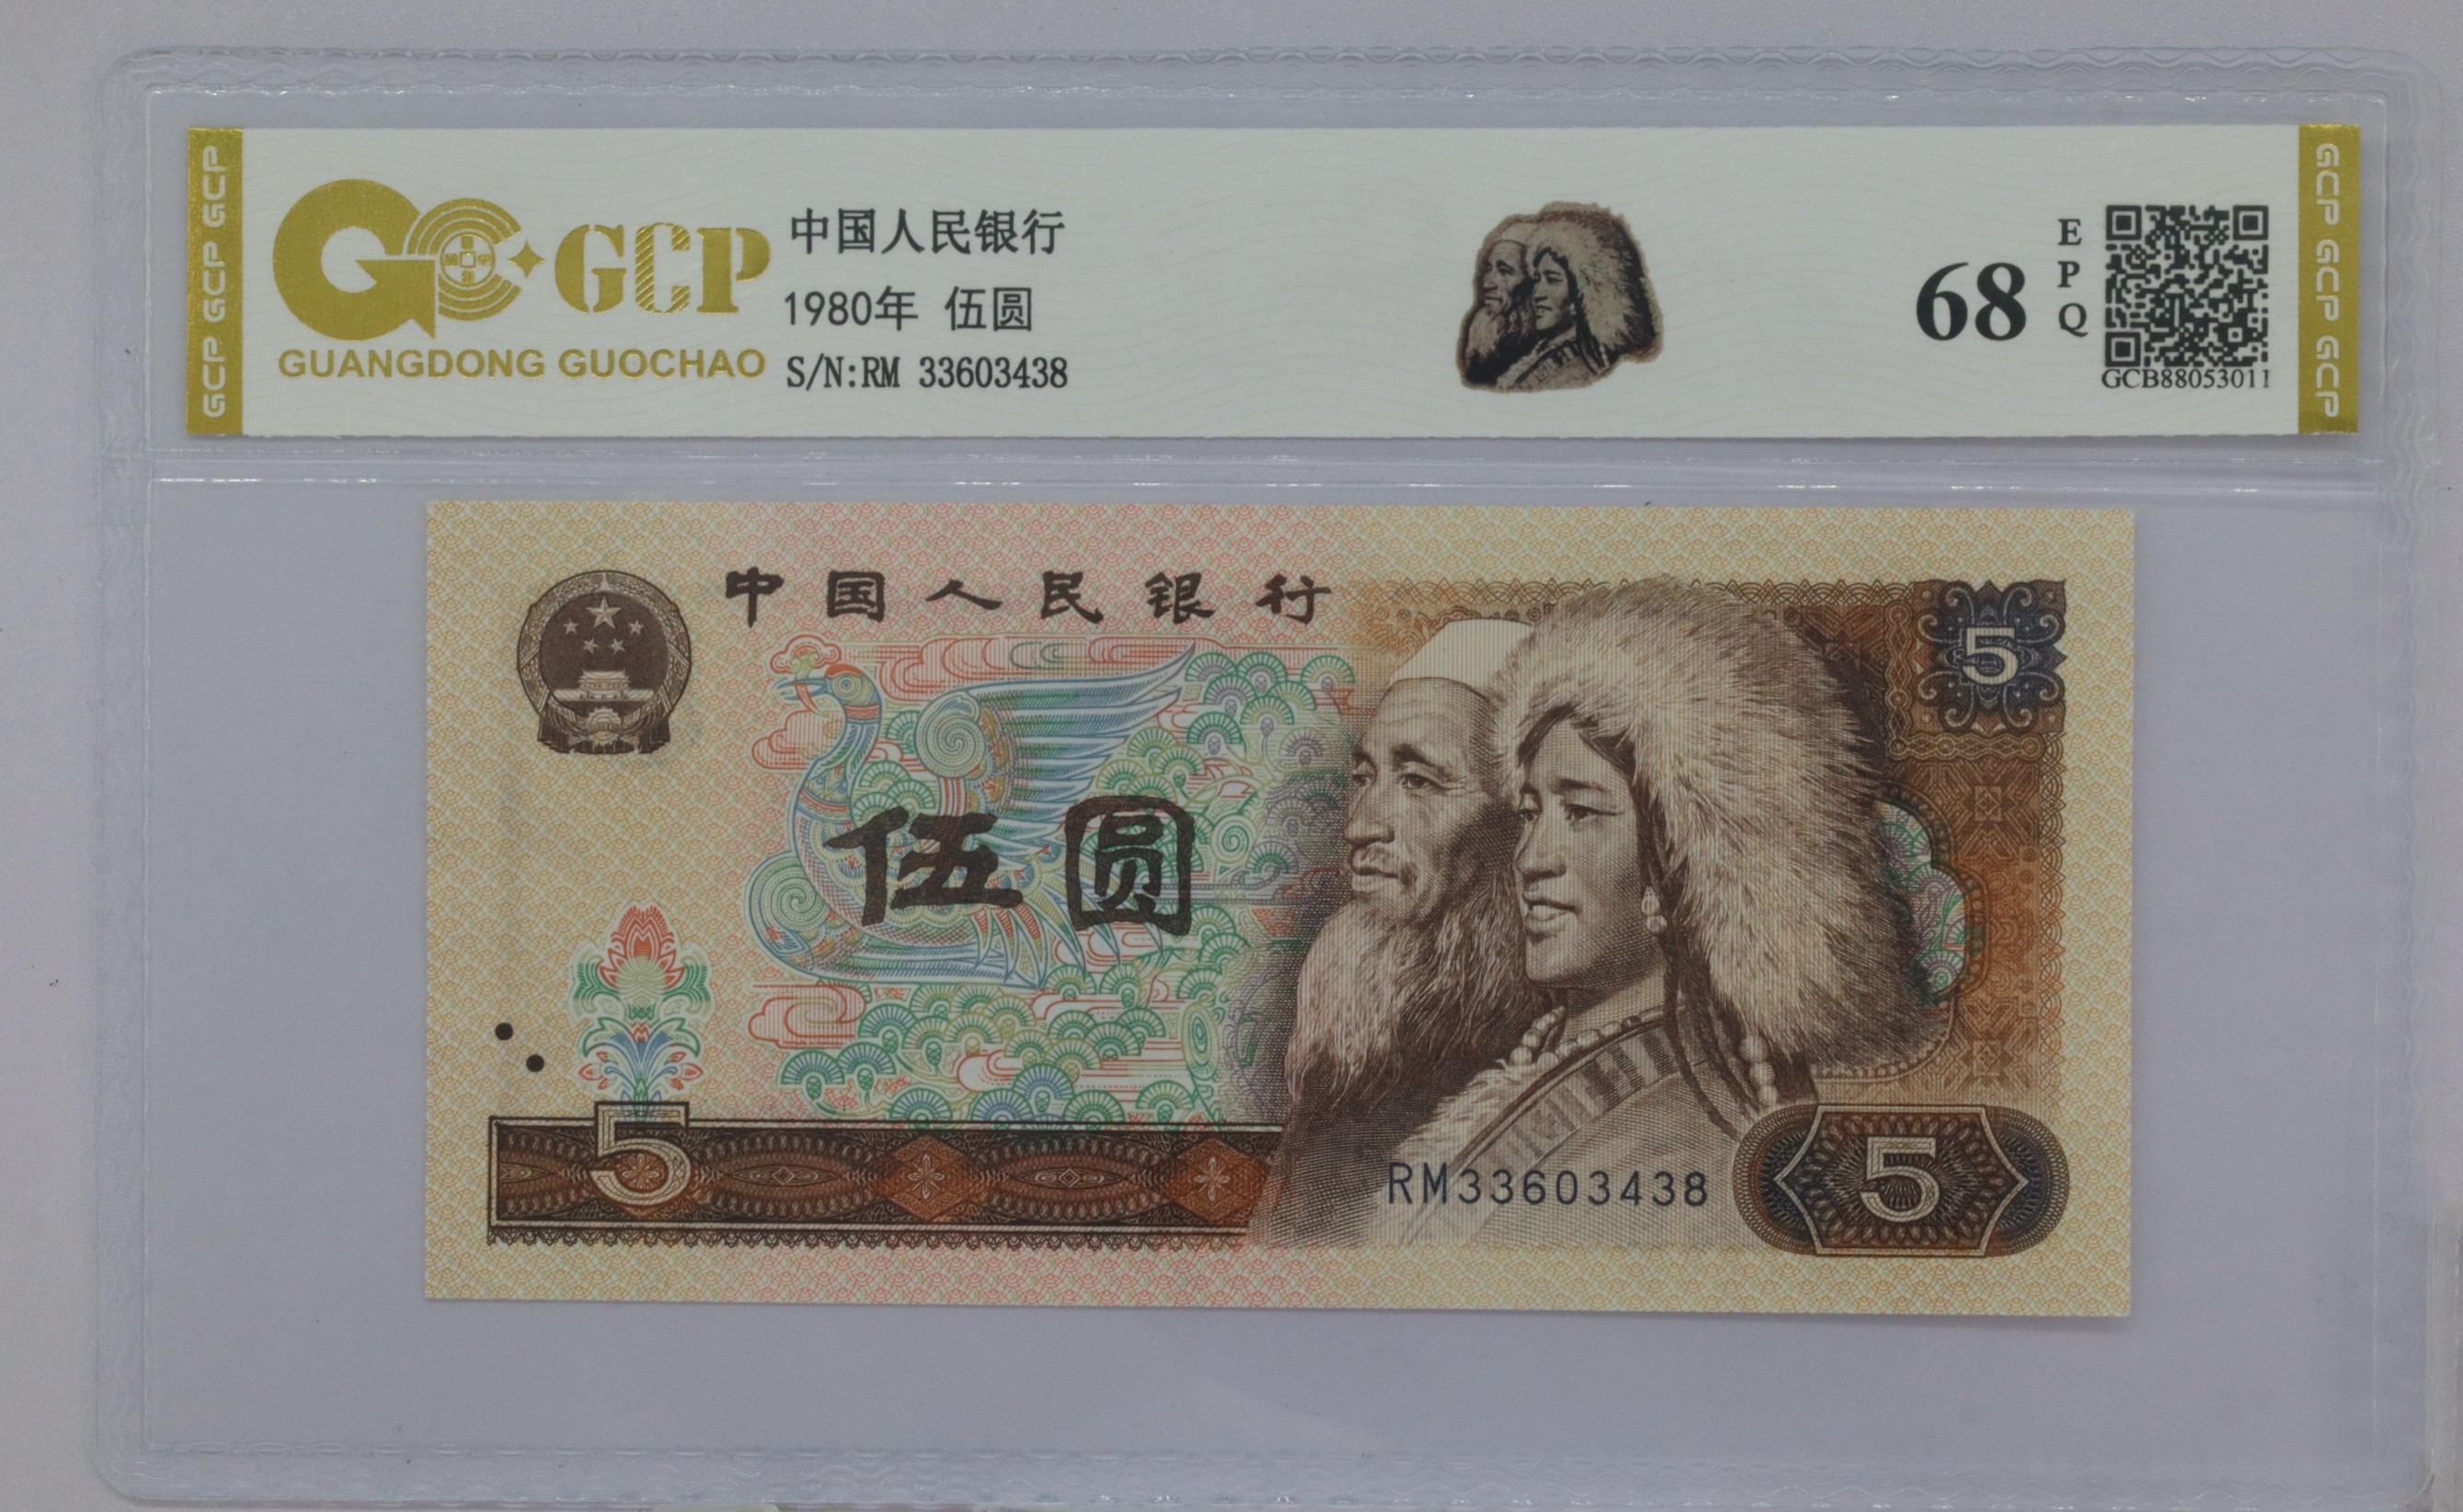 GCP GCP GCP
GCP
GUANGDONG GUOCHAO
中国人民银行
1980年 伍圆
S/N:RM 33603438
68
EPQ
GCB88053011
GCP GCP GCP
中国人民银行
5
伍圆
5
RM33603438
5